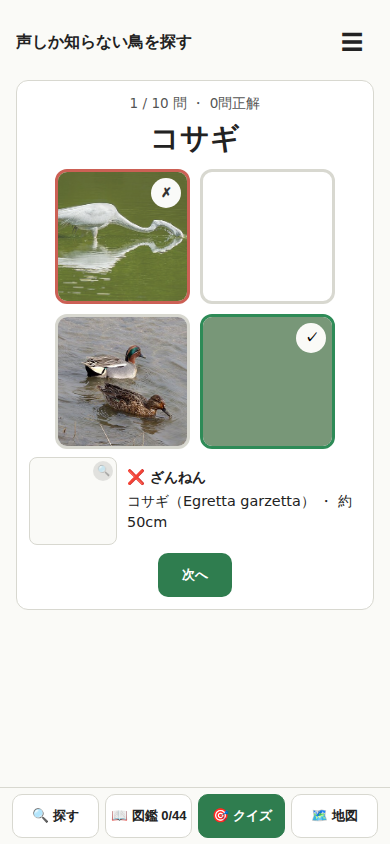 声しか知らない鳥を探す
1 / 10 問 ・ 0問正解
コサギ
✗
✓
❌ ざんねん
コサギ（Egretta garzetta） ・ 約
50cm
次へ
🔍 探す
📖 図鑑 0/44
🎯 クイズ
🗺️ 地図